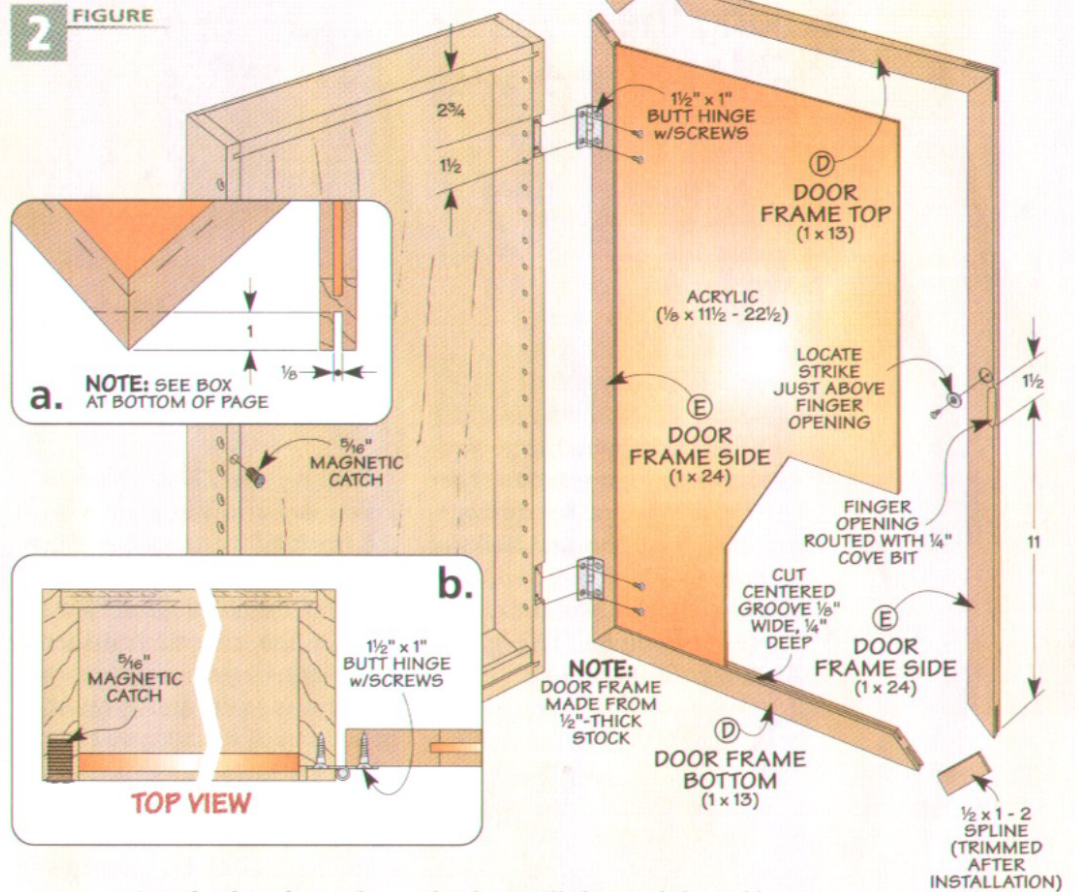 2 FIGURE
2¾
1½
1½" x 1"
BUTT HINGE
w/SCREWS
D
DOOR
FRAME TOP
(1 x 13)
ACRYLIC
(⅛ x 11½ - 22½)
LOCATE
STRIKE
JUST ABOVE
FINGER
OPENING
1½
1
⅛
a.
NOTE: SEE BOX
AT BOTTOM OF PAGE
E
DOOR
FRAME SIDE
(1 x 24)
5/16"
MAGNETIC
CATCH
FINGER
OPENING
ROUTED WITH ¼"
COVE BIT
11
b.
5/16"
MAGNETIC
CATCH
1½" x 1"
BUTT HINGE
w/SCREWS
TOP VIEW
CUT
CENTERED
GROOVE ⅛"
WIDE, ¼"
DEEP
E
DOOR
FRAME SIDE
(1 x 24)
NOTE:
DOOR FRAME
MADE FROM
½"-THICK
STOCK
D
DOOR FRAME
BOTTOM
(1 x 13)
½ x 1 - 2
SPLINE
(TRIMMED
AFTER
INSTALLATION)